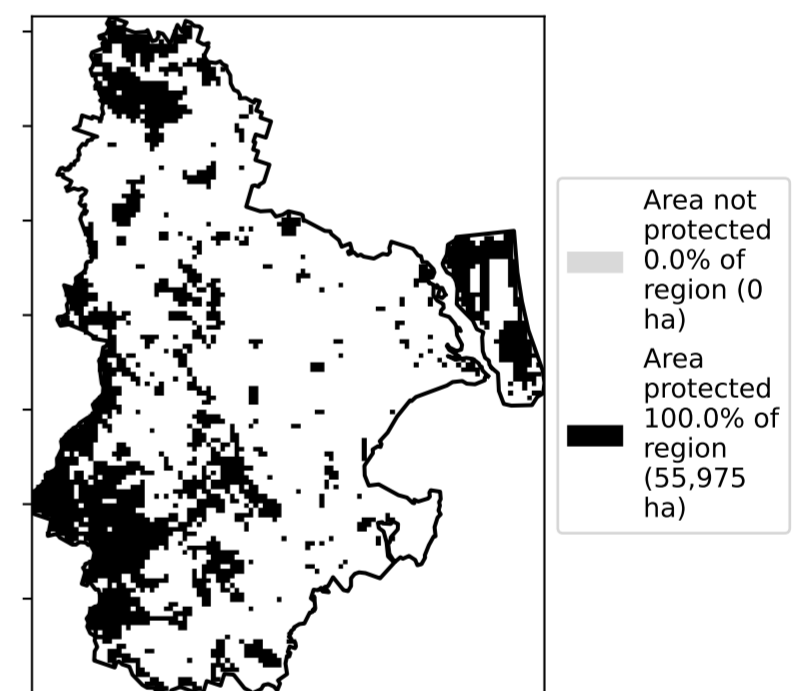 Area not
protected
0.0% of
region (0
ha)
Area
protected
100.0% of
region
(55,975
ha)